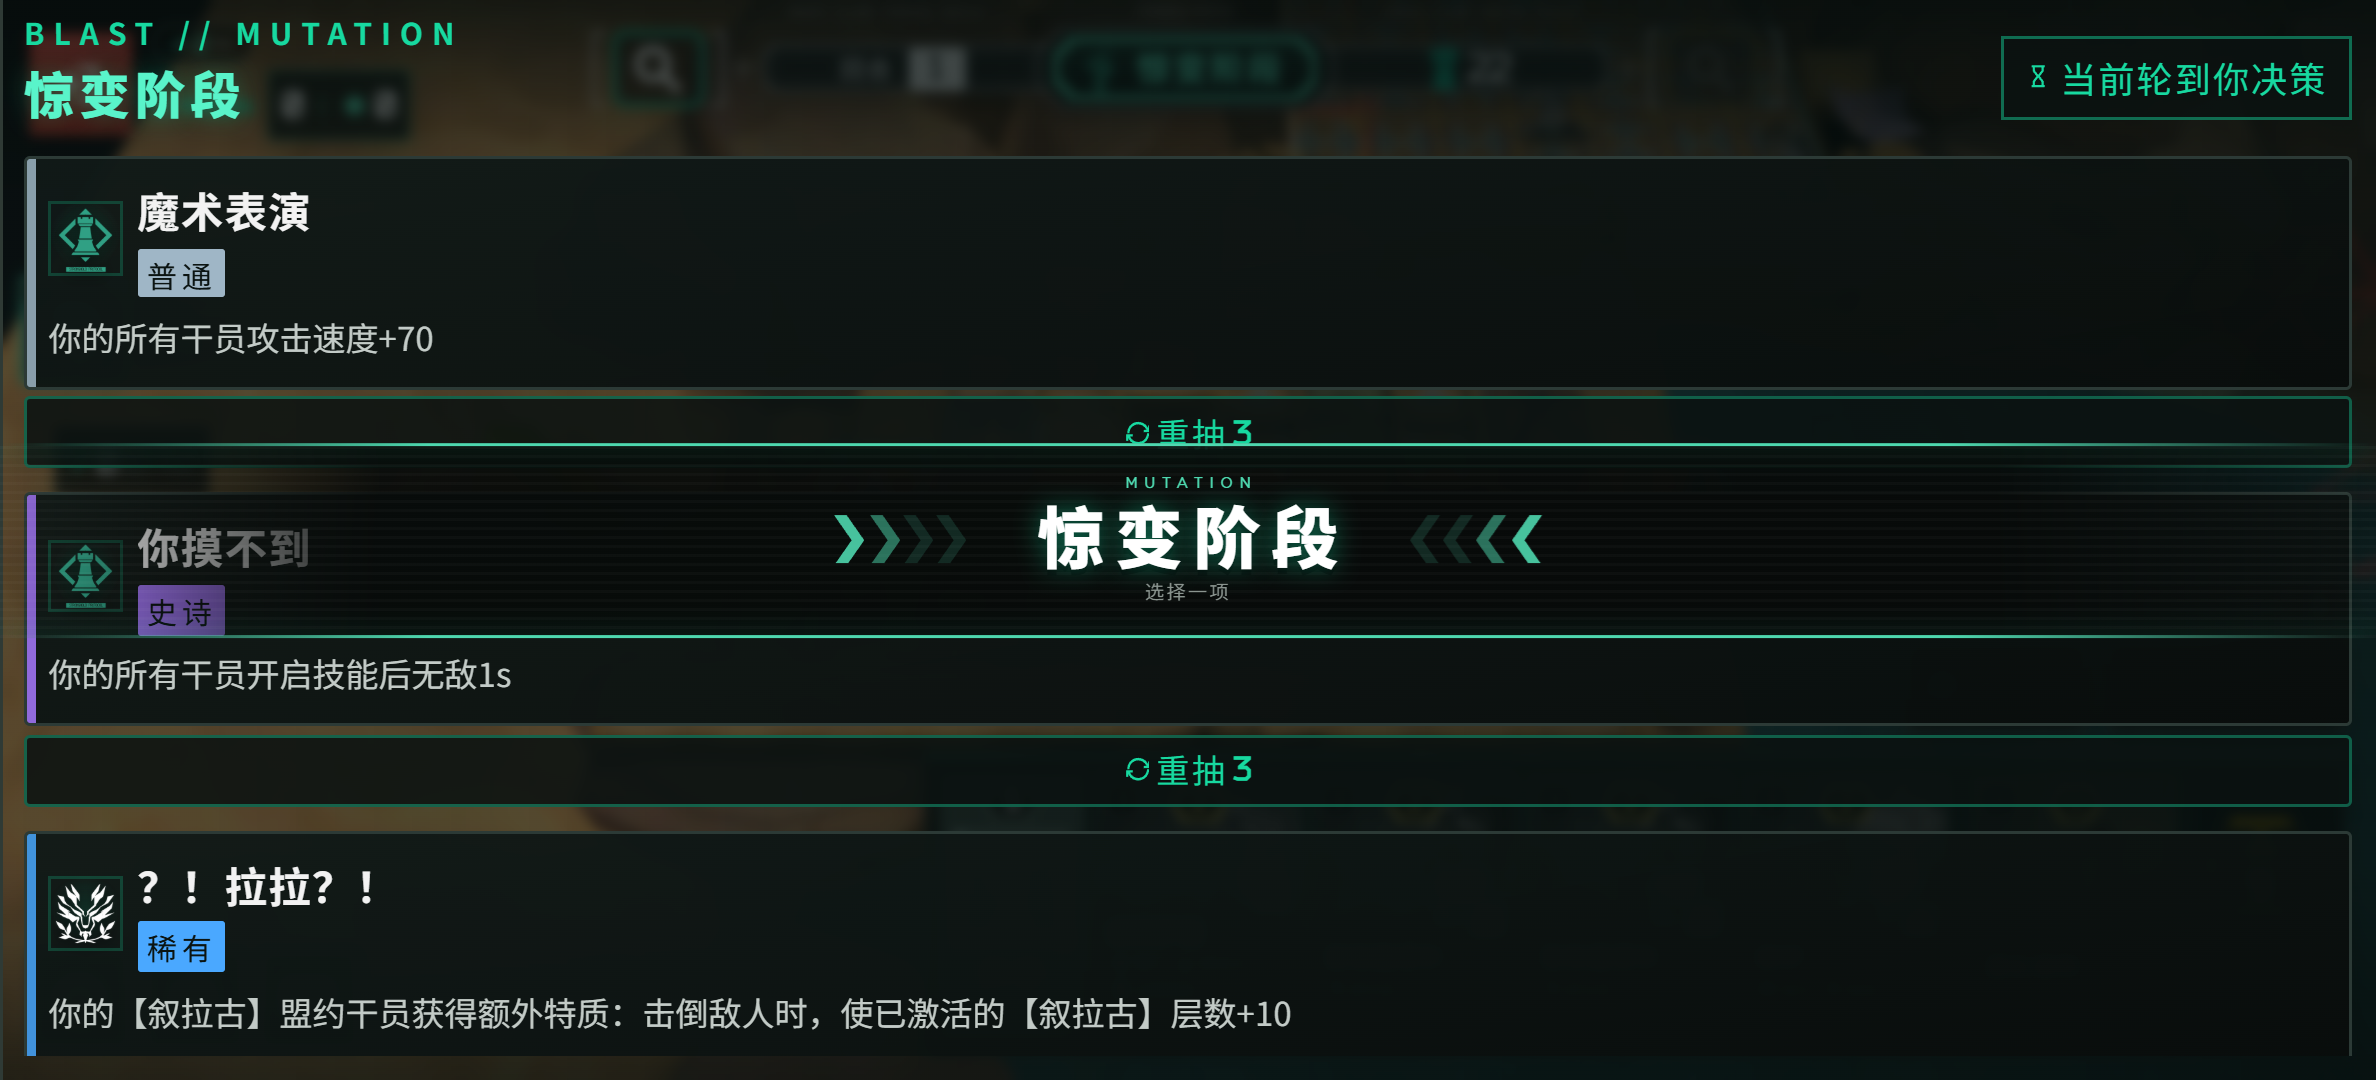 BLAST // MUTATION
惊变阶段
22
当前轮到你决策
魔术表演
普通
你的所有干员攻击速度+70
重抽3
MUTATION
惊变阶段
选择一项
你摸不到
史诗
你的所有干员开启技能后无敌1s
重抽3
？！拉拉？！
稀有
你的【叙拉古】盟约干员获得额外特质：击倒敌人时，使已激活的【叙拉古】层数+10